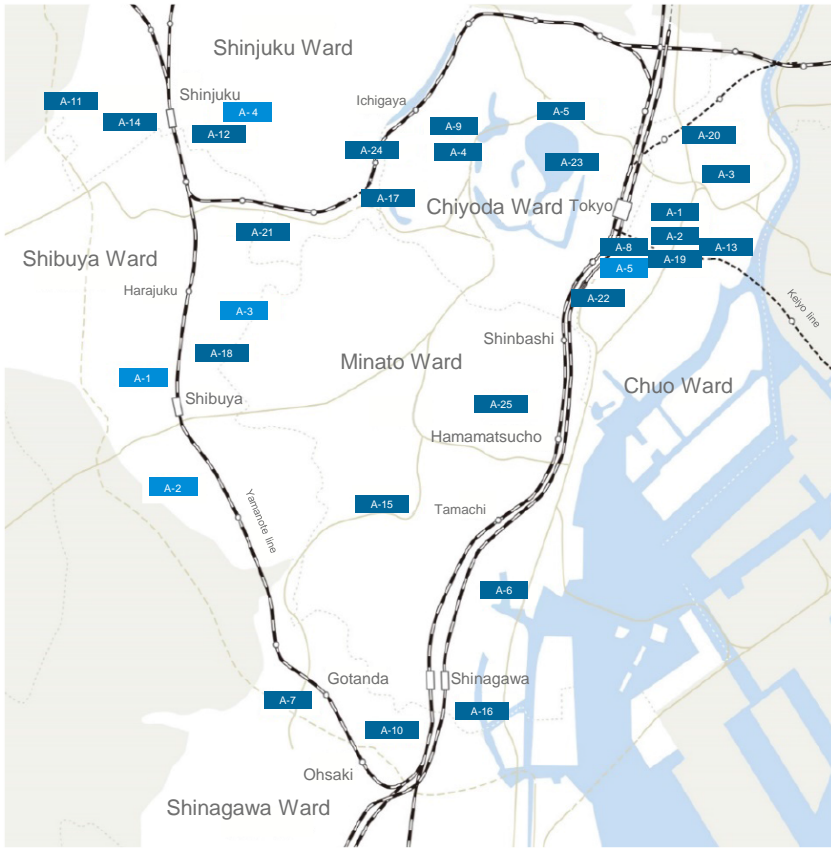 Shinjuku Ward
Shinjuku
A-11
A-14
A- 4
A-12
Ichigaya
A-9
A-5
A-24
A-4
A-20
A-23
A-3
A-17
Chiyoda Ward
Tokyo
A-1
A-21
A-2
A-8
A-13
A-19
A-5
Shibuya Ward
Harajuku
A-22
Keiyo line
A-3
Shinbashi
A-18
Minato Ward
A-1
Shibuya
Chuo Ward
A-25
Hamamatsucho
A-2
A-15
Tamachi
Yamanote line
A-6
Gotanda
Shinagawa
A-7
A-16
A-10
Ohsaki
Shinagawa Ward